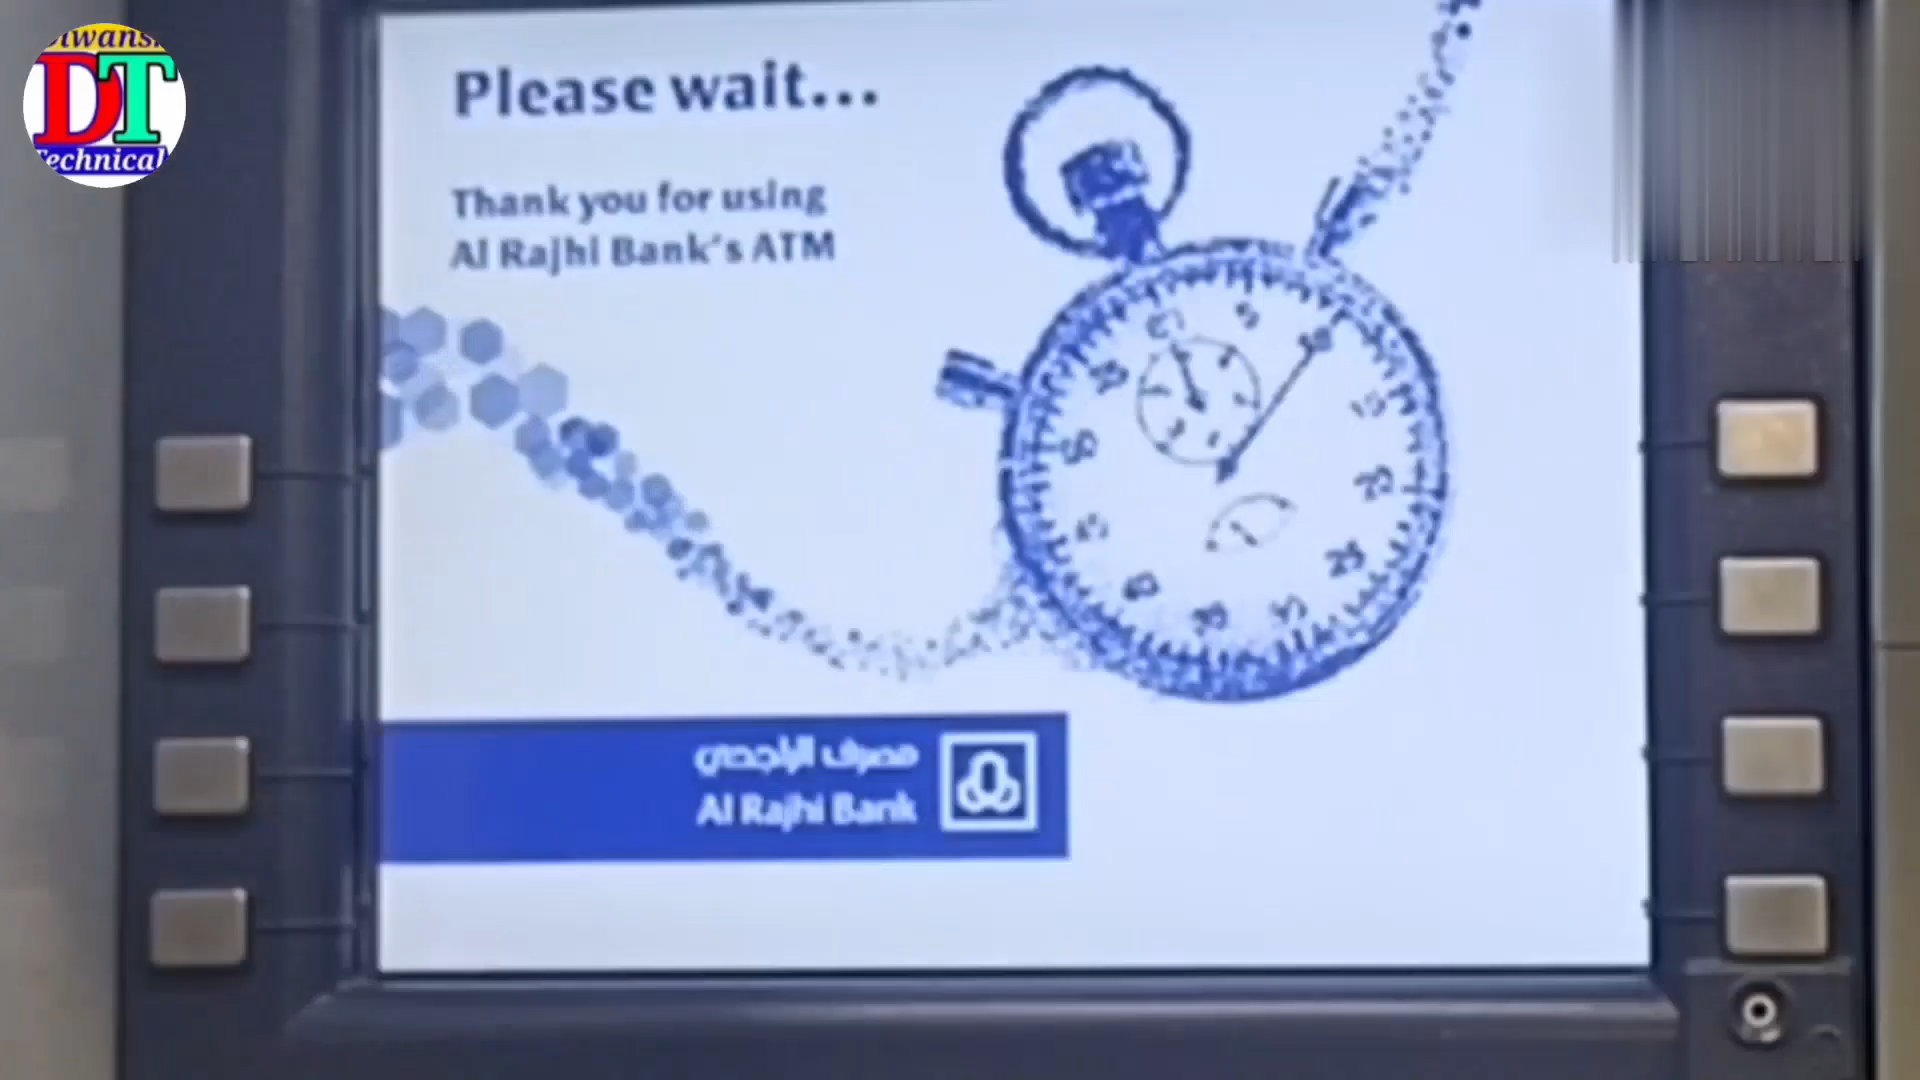 DT
Technical
Please wait...
Thank you for using
Al Rajhi Bank's ATM
مصرف الراجحي
Al Rajhi Bank